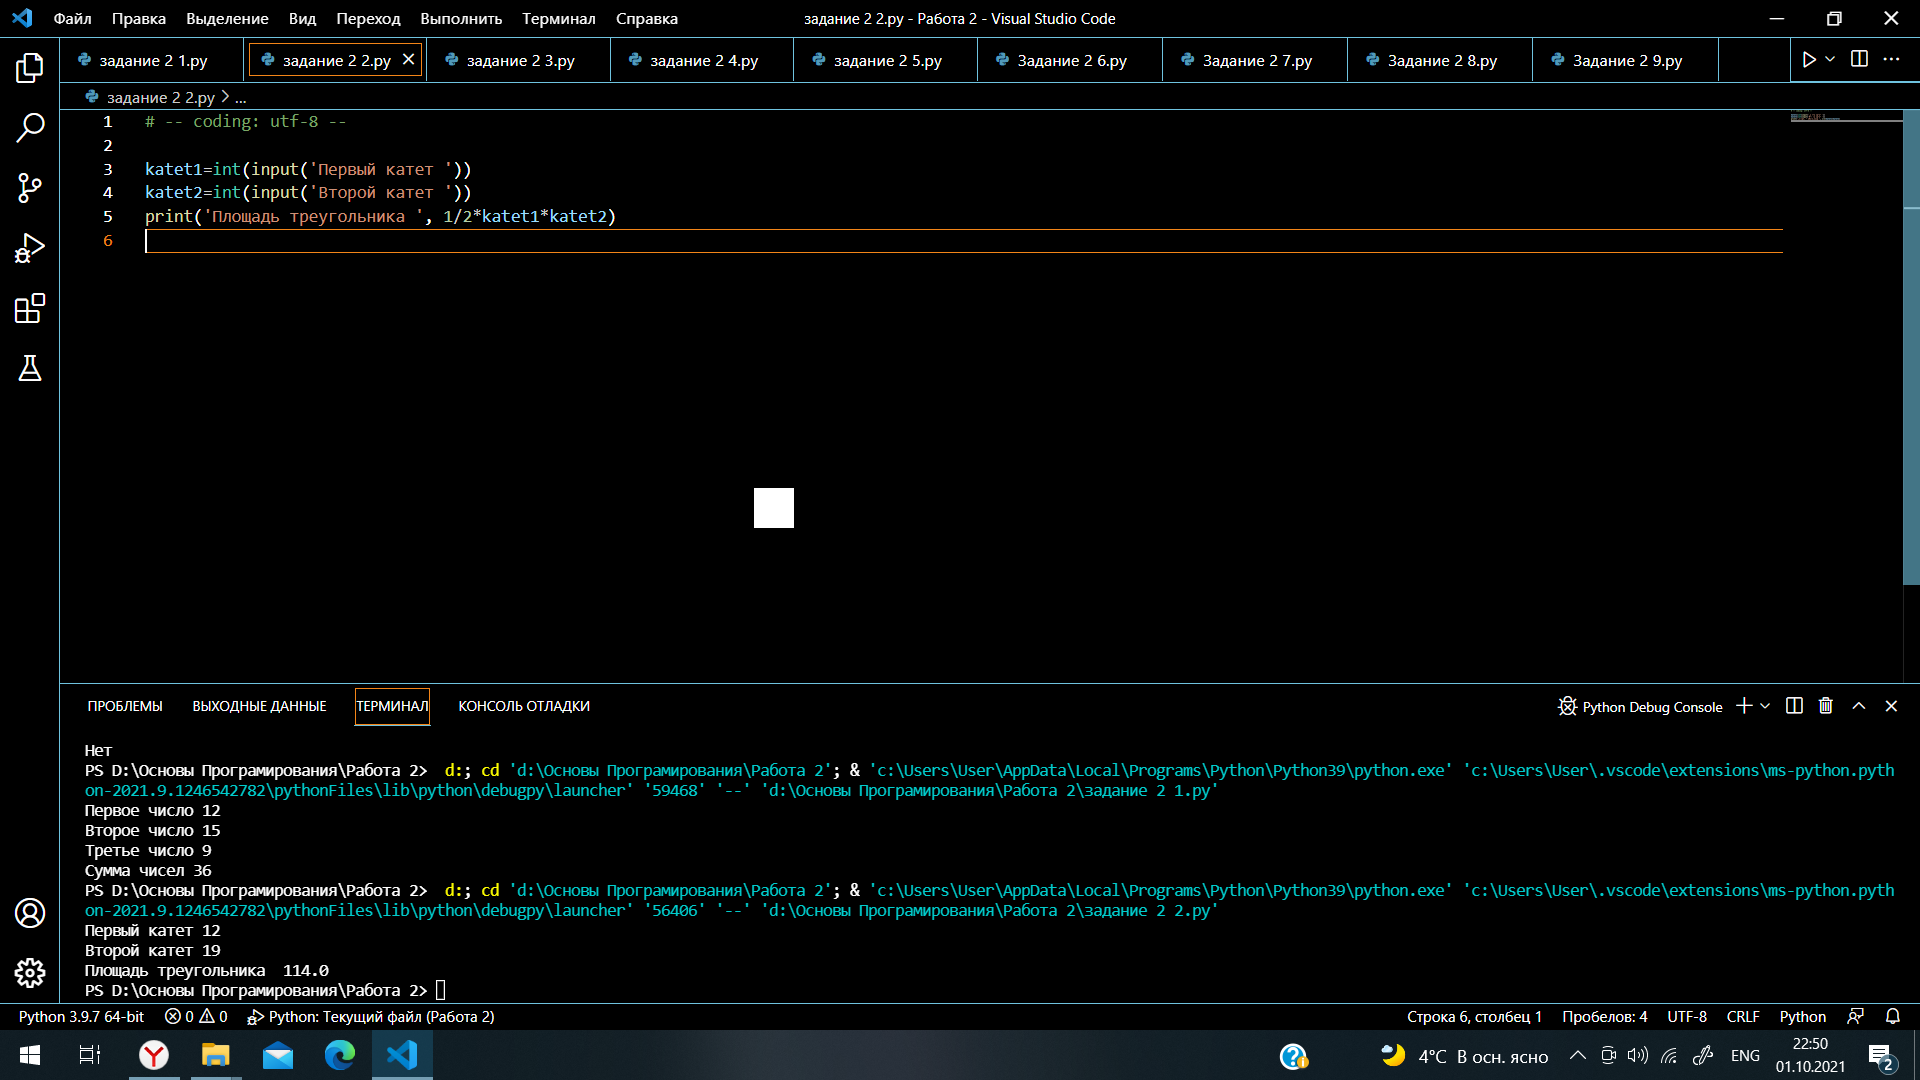 Файл Правка Выделение Вид Переход Выполнить Терминал Справка задание 2 2.py - Работа 2 - Visual Studio Code
задание 2 1.py задание 2 2.py задание 2 3.py задание 2 4.py задание 2 5.py Задание 2 6.py Задание 2 7.py Задание 2 8.py Задание 2 9.py
задание 2 2.py > ...
1 # -- coding: utf-8 --
2
3 katet1=int(input('Первый катет '))
4 katet2=int(input('Второй катет '))
5 print('Площадь треугольника ', 1/2*katet1*katet2)
6
ПРОБЛЕМЫ ВЫХОДНЫЕ ДАННЫЕ ТЕРМИНАЛ КОНСОЛЬ ОТЛАДКИ Python Debug Console
Нет
PS D:\Основы Програмирования\Работа 2>  d:; cd 'd:\Основы Програмирования\Работа 2'; & 'c:\Users\User\AppData\Local\Programs\Python\Python39\python.exe' 'c:\Users\User\.vscode\extensions\ms-python.pyth
on-2021.9.1246542782\pythonFiles\lib\python\debugpy\launcher' '59468' '--' 'd:\Основы Програмирования\Работа 2\задание 2 1.py'
Первое число 12
Второе число 15
Третье число 9
Сумма чисел 36
PS D:\Основы Програмирования\Работа 2>  d:; cd 'd:\Основы Програмирования\Работа 2'; & 'c:\Users\User\AppData\Local\Programs\Python\Python39\python.exe' 'c:\Users\User\.vscode\extensions\ms-python.pyth
on-2021.9.1246542782\pythonFiles\lib\python\debugpy\launcher' '56406' '--' 'd:\Основы Програмирования\Работа 2\задание 2 2.py'
Первый катет 12
Второй катет 19
Площадь треугольника  114.0
PS D:\Основы Програмирования\Работа 2>
Python 3.9.7 64-bit 0 0 Python: Текущий файл (Работа 2) Строка 6, столбец 1 Пробелов: 4 UTF-8 CRLF Python
4°C В осн. ясно ENG 22:50
01.10.2021 2